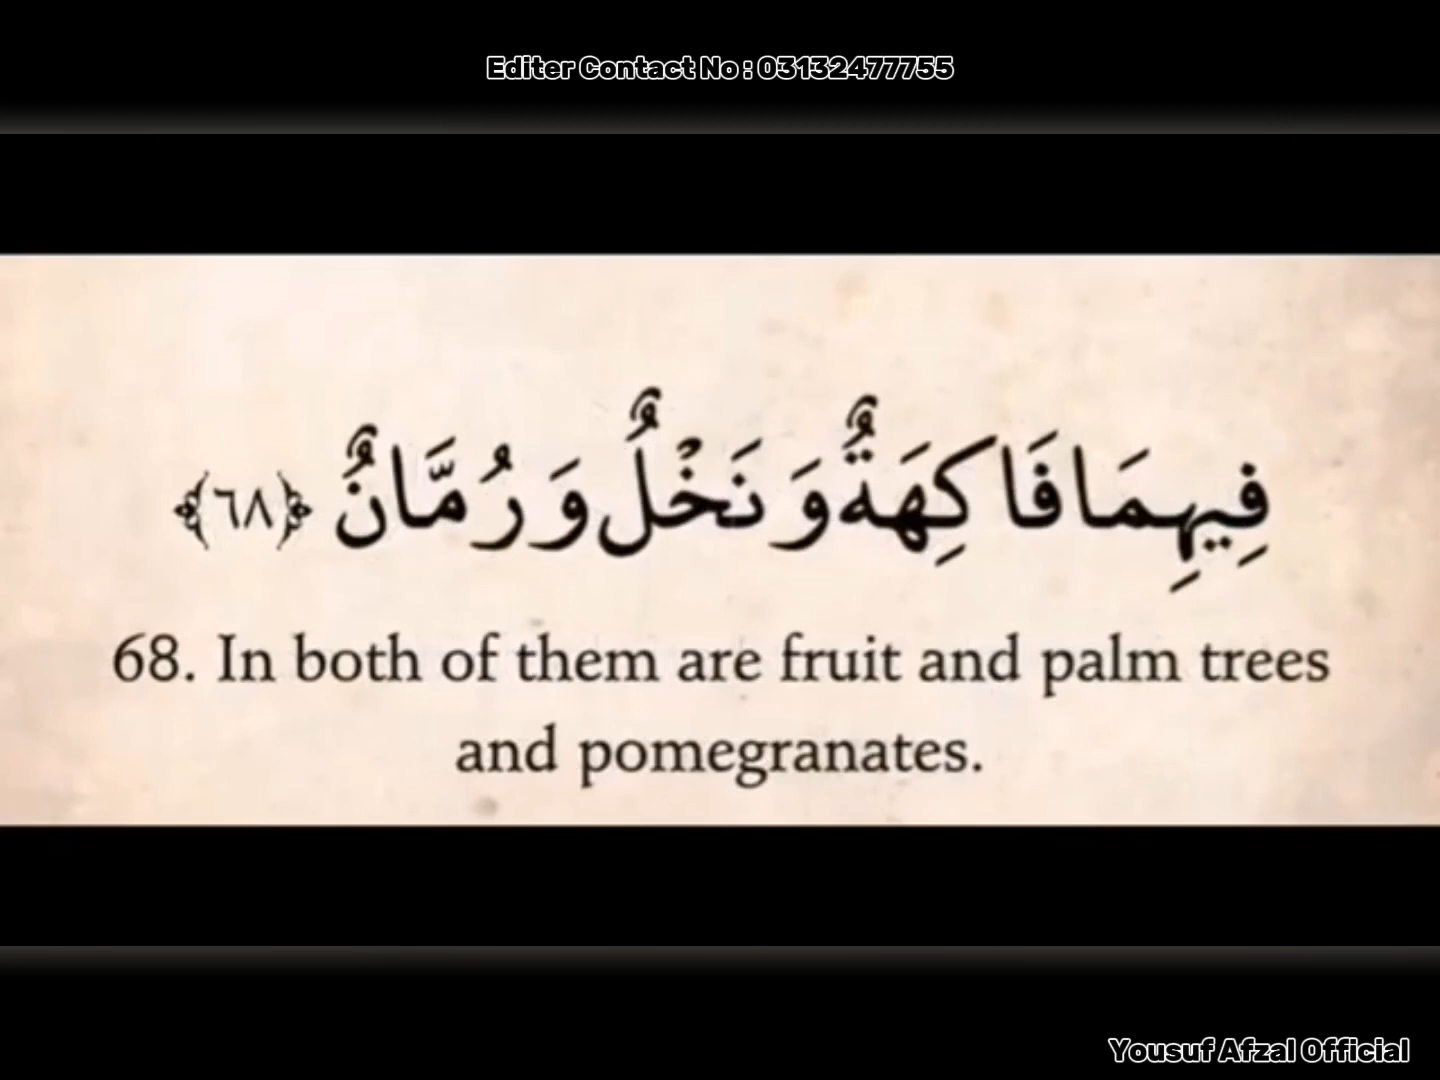 Editer Contact No : 03132477755
فِيهِمَا فَاكِهَةٌ وَ نَخْلٌ وَ رُمَّانٌ ﴿٦٨﴾
68. In both of them are fruit and palm trees
and pomegranates.
Yousuf Afzal Official